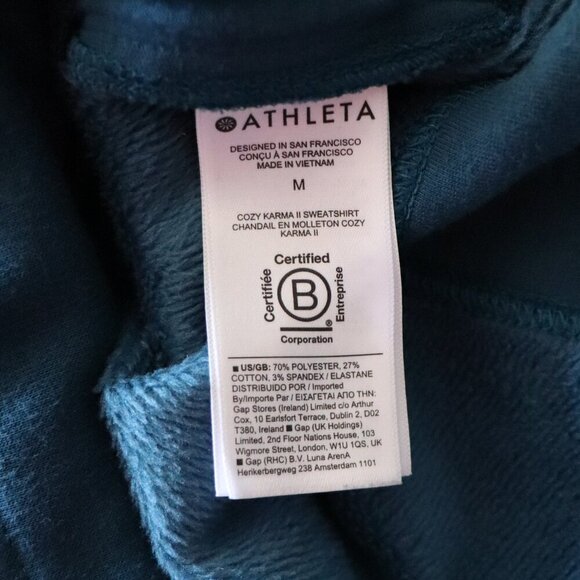 ATHLETA
DESIGNED IN SAN FRANCISCO
CONÇU À SAN FRANCISCO
MADE IN VIETNAM
M
COZY KARMA II SWEATSHIRT
CHANDAIL EN MOLLETON COZY
KARMA II
Certified
Certifiée
B
Entreprise
®
Corporation
■ US/GB: 70% POLYESTER, 27%
COTTON, 3% SPANDEX / ELASTANE
DISTRIBUIDO POR / Imported
By/Importe Par / ΕΙΣΑΓΕΤΑΙ ΑΠΟ ΤΗΝ:
Gap Stores (Ireland) Limited c/o Arthur
Cox, 10 Earlsfort Terrace, Dublin 2, D02
T380, Ireland ■ Gap (UK Holdings)
Limited, 2nd Floor Nations House, 103
Wigmore Street, London, W1U 1QS, UK
■ Gap (RHC) B.V. Luna ArenA
Herikerbergweg 238 Amsterdam 1101